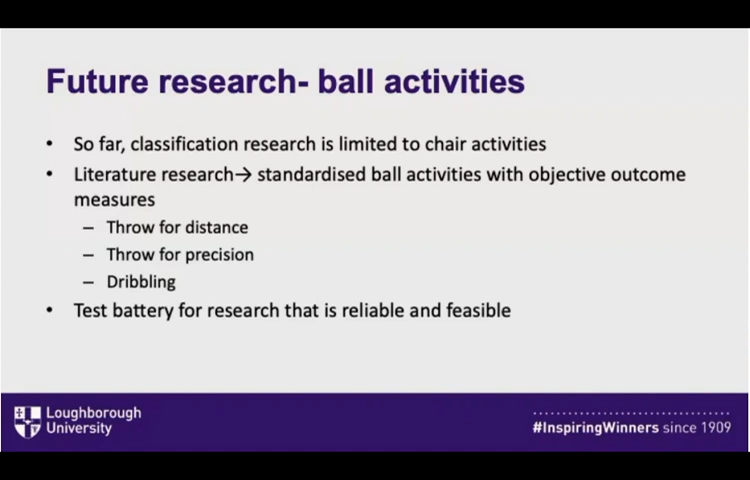 Future research- ball activities
• So far, classification research is limited to chair activities
• Literature research→ standardised ball activities with objective outcome
measures
– Throw for distance
– Throw for precision
– Dribbling
• Test battery for research that is reliable and feasible
Loughborough
University
#InspiringWinners since 1909